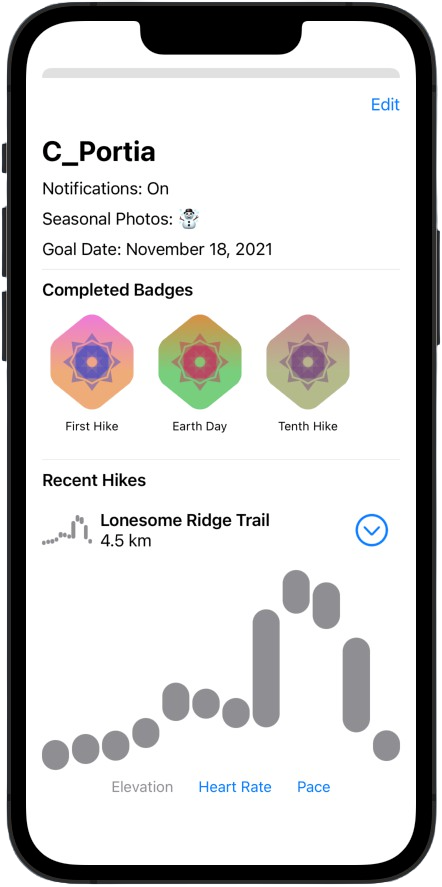 Edit
C_Portia
Notifications: On
Seasonal Photos: ☃️
Goal Date: November 18, 2021
Completed Badges
First Hike Earth Day Tenth Hike
Recent Hikes
Lonesome Ridge Trail
4.5 km
Elevation Heart Rate Pace